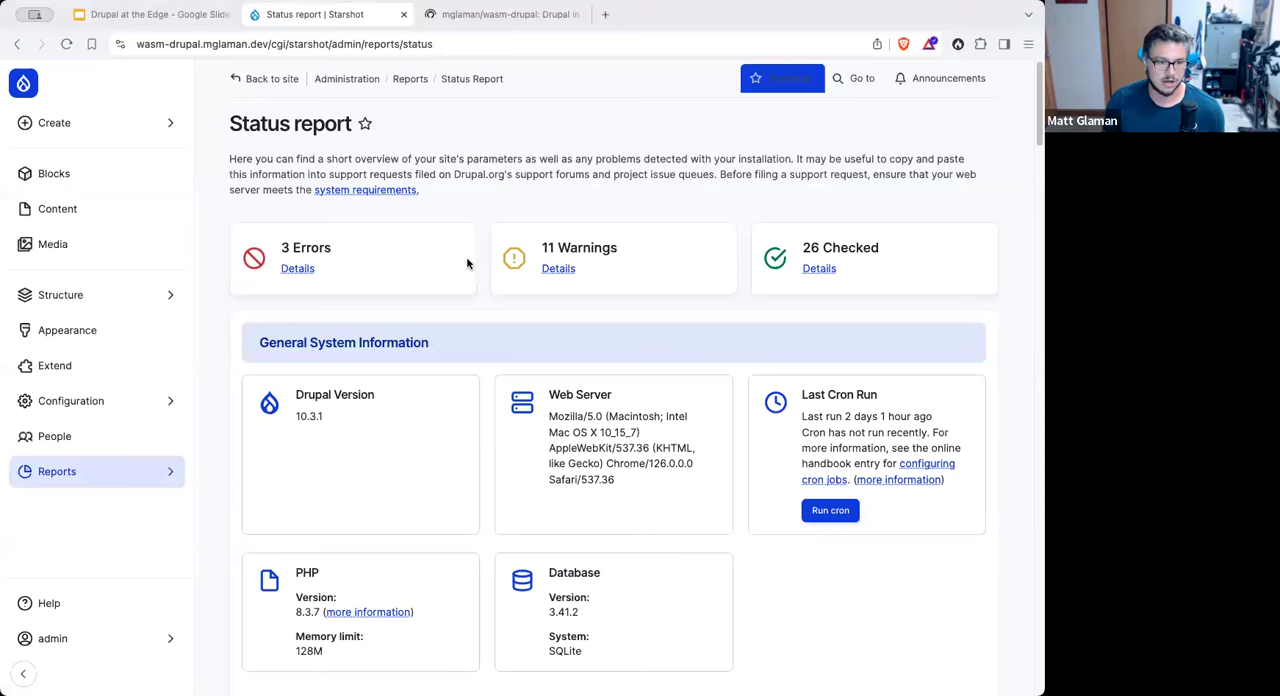 Drupal at the Edge - Google Slide
Status report | Starshot
mglaman/wasm-drupal: Drupal in
wasm-drupal.mglaman.dev/cgi/starshot/admin/reports/status
Back to site
Administration / Reports / Status Report
Go to
Announcements
Matt Glaman
Create
Blocks
Content
Media
Structure
Appearance
Extend
Configuration
People
Reports
Help
admin
Status report
Here you can find a short overview of your site's parameters as well as any problems detected with your installation. It may be useful to copy and paste
this information into support requests filed on Drupal.org's support forums and project issue queues. Before filing a support request, ensure that your web
server meets the system requirements.
3 Errors
Details
11 Warnings
Details
26 Checked
Details
General System Information
Drupal Version
10.3.1
Web Server
Mozilla/5.0 (Macintosh; Intel
Mac OS X 10_15_7)
AppleWebKit/537.36 (KHTML,
like Gecko) Chrome/126.0.0.0
Safari/537.36
Last Cron Run
Last run 2 days 1 hour ago
Cron has not run recently. For
more information, see the online
handbook entry for configuring
cron jobs. (more information)
Run cron
PHP
Version:
8.3.7 (more information)
Memory limit:
128M
Database
Version:
3.41.2
System:
SQLite